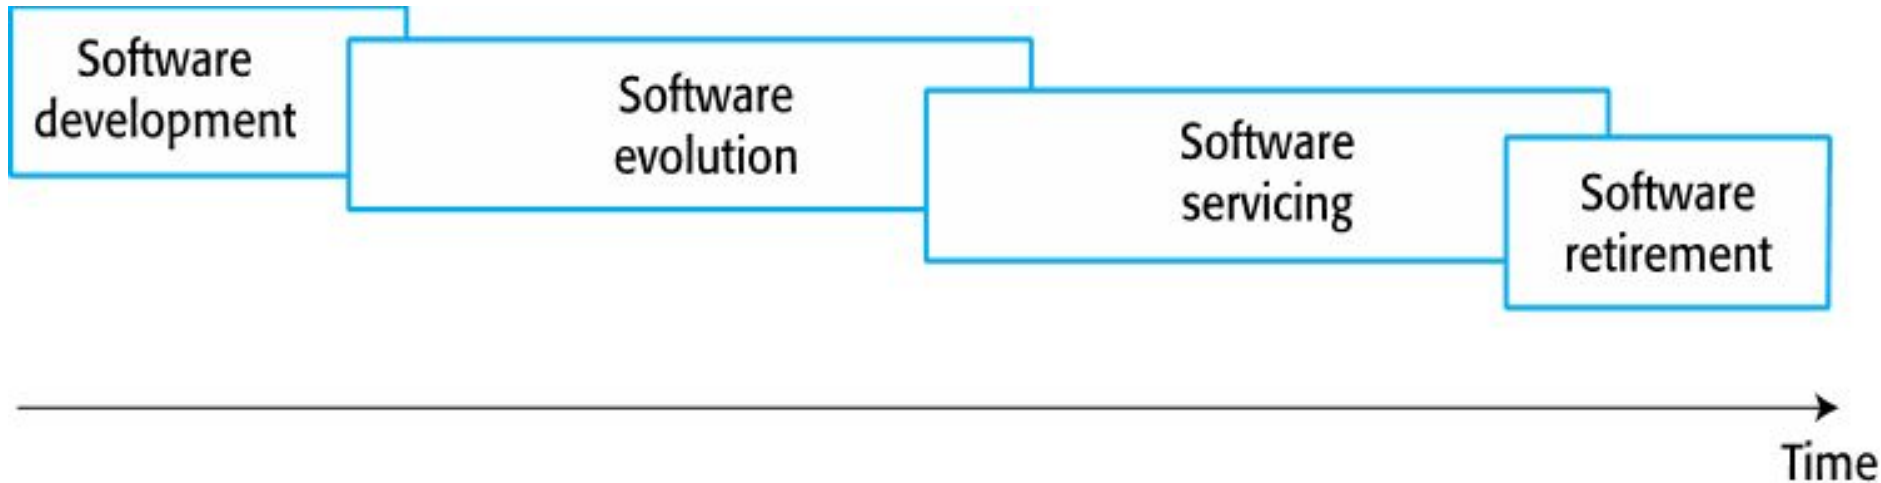 Software
development
Software
evolution
Software
servicing
Software
retirement
Time